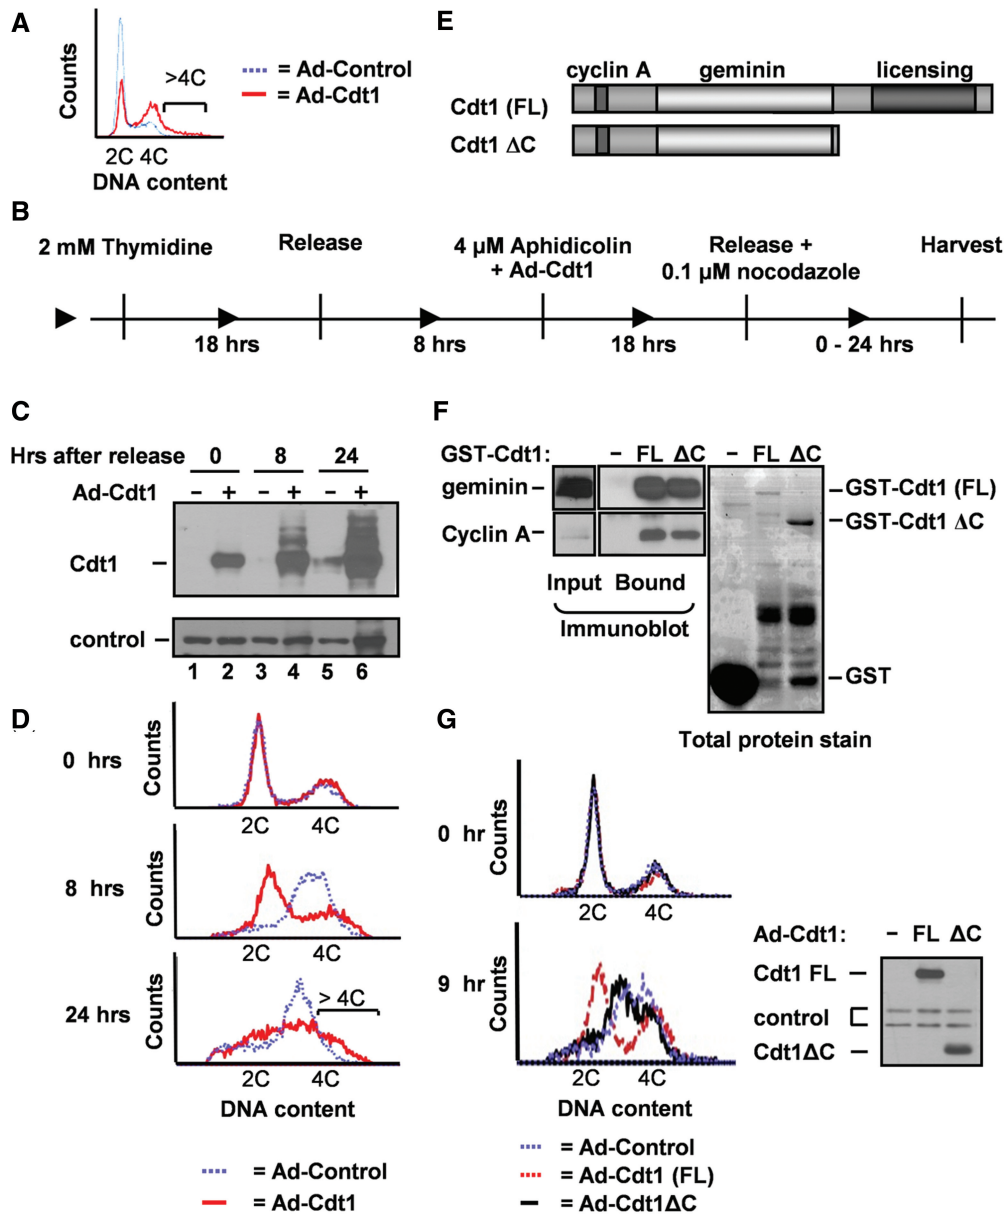 A
Counts
>4C
= Ad-Control
= Ad-Cdt1
2C 4C
DNA content
E
cyclin A geminin licensing
Cdt1 (FL)
Cdt1 ΔC
B
2 mM Thymidine
Release
4 µM Aphidicolin
+ Ad-Cdt1
Release +
0.1 µM nocodazole
Harvest
18 hrs
8 hrs
18 hrs
0 - 24 hrs
C
Hrs after release 0 8 24
Ad-Cdt1 − + − + − +
Cdt1
control
1 2 3 4 5 6
F
GST-Cdt1: − FL ΔC − FL ΔC
geminin
Cyclin A
Input Bound
Immunoblot
GST-Cdt1 (FL)
GST-Cdt1 ΔC
GST
Total protein stain
D
0 hrs
Counts
2C 4C
8 hrs
Counts
2C 4C
24 hrs
Counts
> 4C
2C 4C
DNA content
= Ad-Control
= Ad-Cdt1
G
0 hr
Counts
2C 4C
9 hr
Counts
2C 4C
DNA content
= Ad-Control
= Ad-Cdt1 (FL)
= Ad-Cdt1ΔC
Ad-Cdt1: − FL ΔC
Cdt1 FL
control
Cdt1ΔC